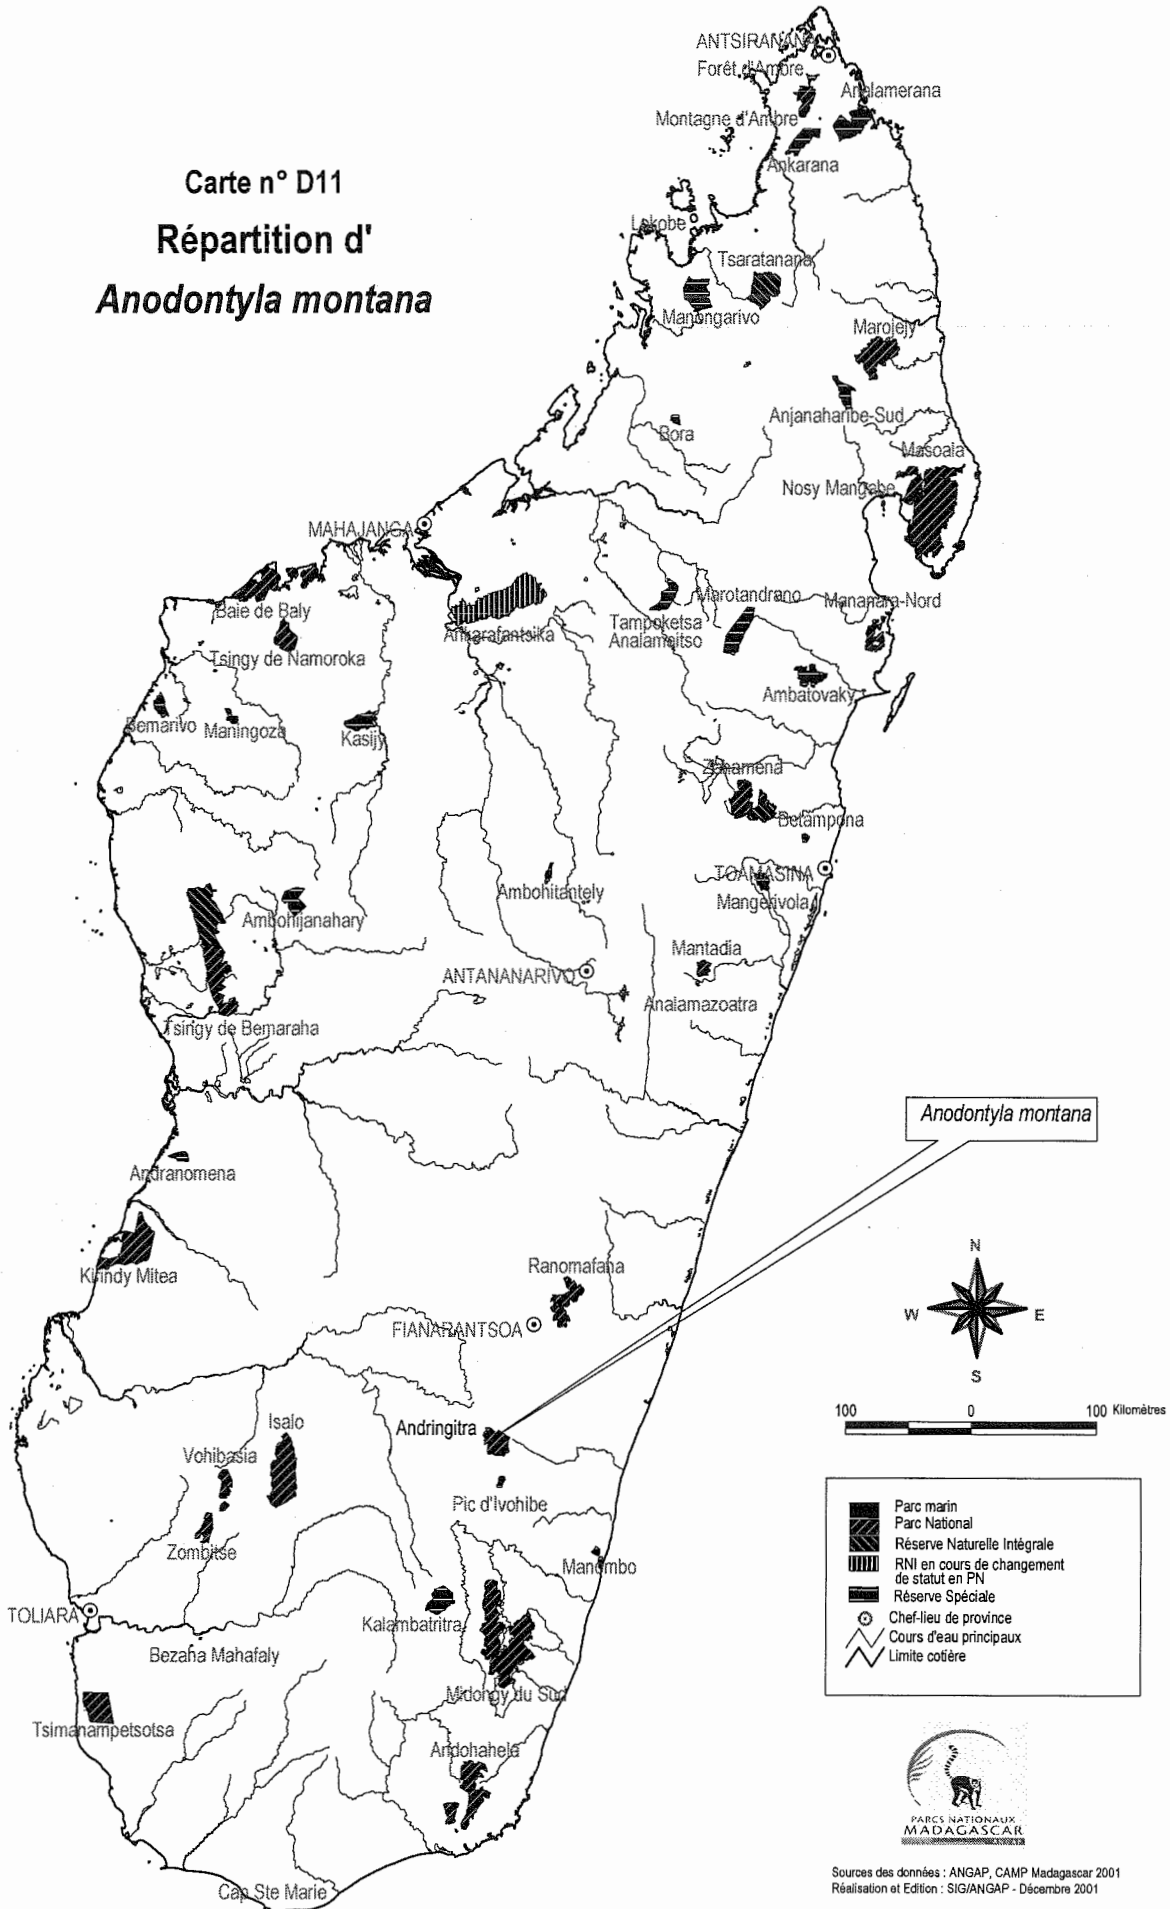 Carte n° D11
Répartition d'
Anodontyla montana
ANTSIRANANA
Forêt d'Ambre
Analamerana
Montagne d'Ambre
Ankarana
Lokobe
Tsaratanana
Manongarivo
Marojejy
Anjanaharibe-Sud
Bora
Masoala
Nosy Mangabe
MAHAJANGA
Baie de Baly
Ankarafantsika
Marotandrano
Mananara-Nord
Tampoketsa
Analamaitso
Tsingy de Namoroka
Ambatovaky
Bemarivo
Maningoza
Kasijy
Zahamena
Betampona
TOAMASINA
Ambohitantely
Mangerivola
Ambohijanahary
Mantadia
ANTANANARIVO
Analamazoatra
Tsingy de Bemaraha
Anodontyla montana
Andranomena
Kirindy Mitea
Ranomafana
FIANARANTSOA
N
W
E
S
100 0 100 Kilomètres
Isalo
Andringitra
Vohibasia
Pic d'Ivohibe
Zombitse
Manombo
TOLIARA
Kalambatritra
Bezaha Mahafaly
Midongy du Sud
Tsimanampetsotsa
Andohahela
Cap Ste Marie
Parc marin
Parc National
Réserve Naturelle Intégrale
RNI en cours de changement
de statut en PN
Réserve Spéciale
Chef-lieu de province
Cours d'eau principaux
Limite cotière
PARCS NATIONAUX
MADAGASCAR
Sources des données : ANGAP, CAMP Madagascar 2001
Réalisation et Edition : SIG/ANGAP - Décembre 2001